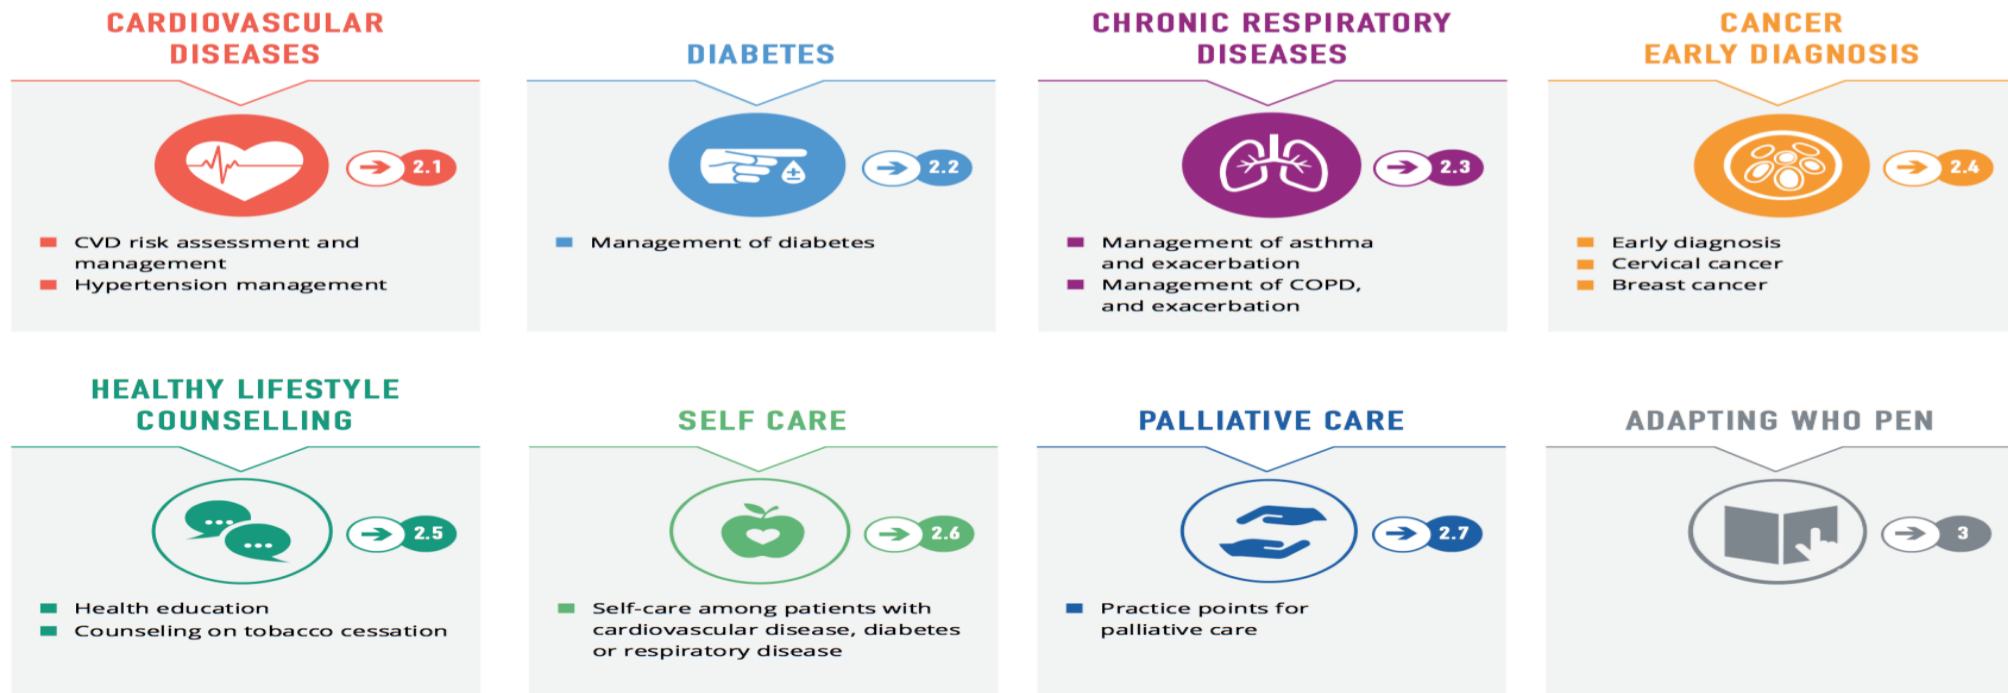 CARDIOVASCULAR
DISEASES
2.1
CVD risk assessment and
management
Hypertension management
DIABETES
2.2
Management of diabetes
CHRONIC RESPIRATORY
DISEASES
2.3
Management of asthma
and exacerbation
Management of COPD,
and exacerbation
CANCER
EARLY DIAGNOSIS
2.4
Early diagnosis
Cervical cancer
Breast cancer
HEALTHY LIFESTYLE
COUNSELLING
2.5
Health education
Counseling on tobacco cessation
SELF CARE
2.6
Self-care among patients with
cardiovascular disease, diabetes
or respiratory disease
PALLIATIVE CARE
2.7
Practice points for
palliative care
ADAPTING WHO PEN
3